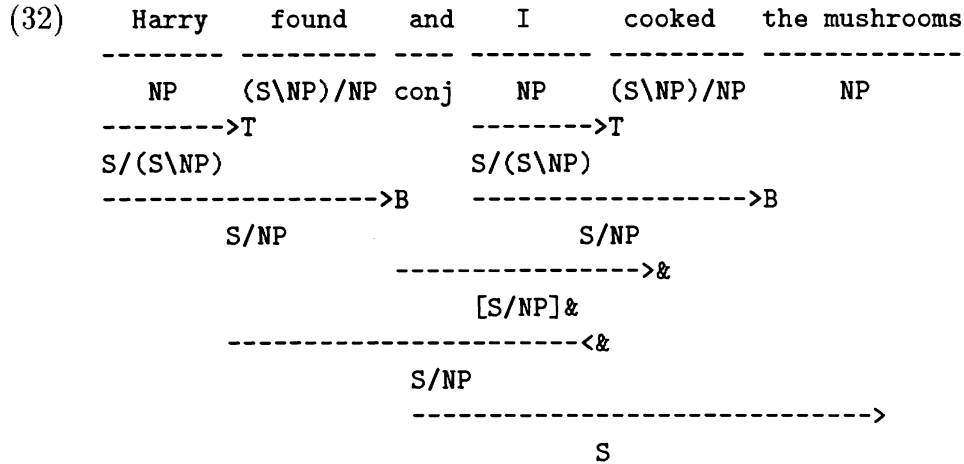 (32) Harry found and I cooked the mushrooms
-------- --------- ---- -------- --------- -------------
NP (S\NP)/NP conj NP (S\NP)/NP NP
-------->T -------->T
S/(S\NP) S/(S\NP)
------------------->B ------------------->B
S/NP S/NP
----------------->&
[S/NP]&
------------------------<&
S/NP
------------------------------->
S